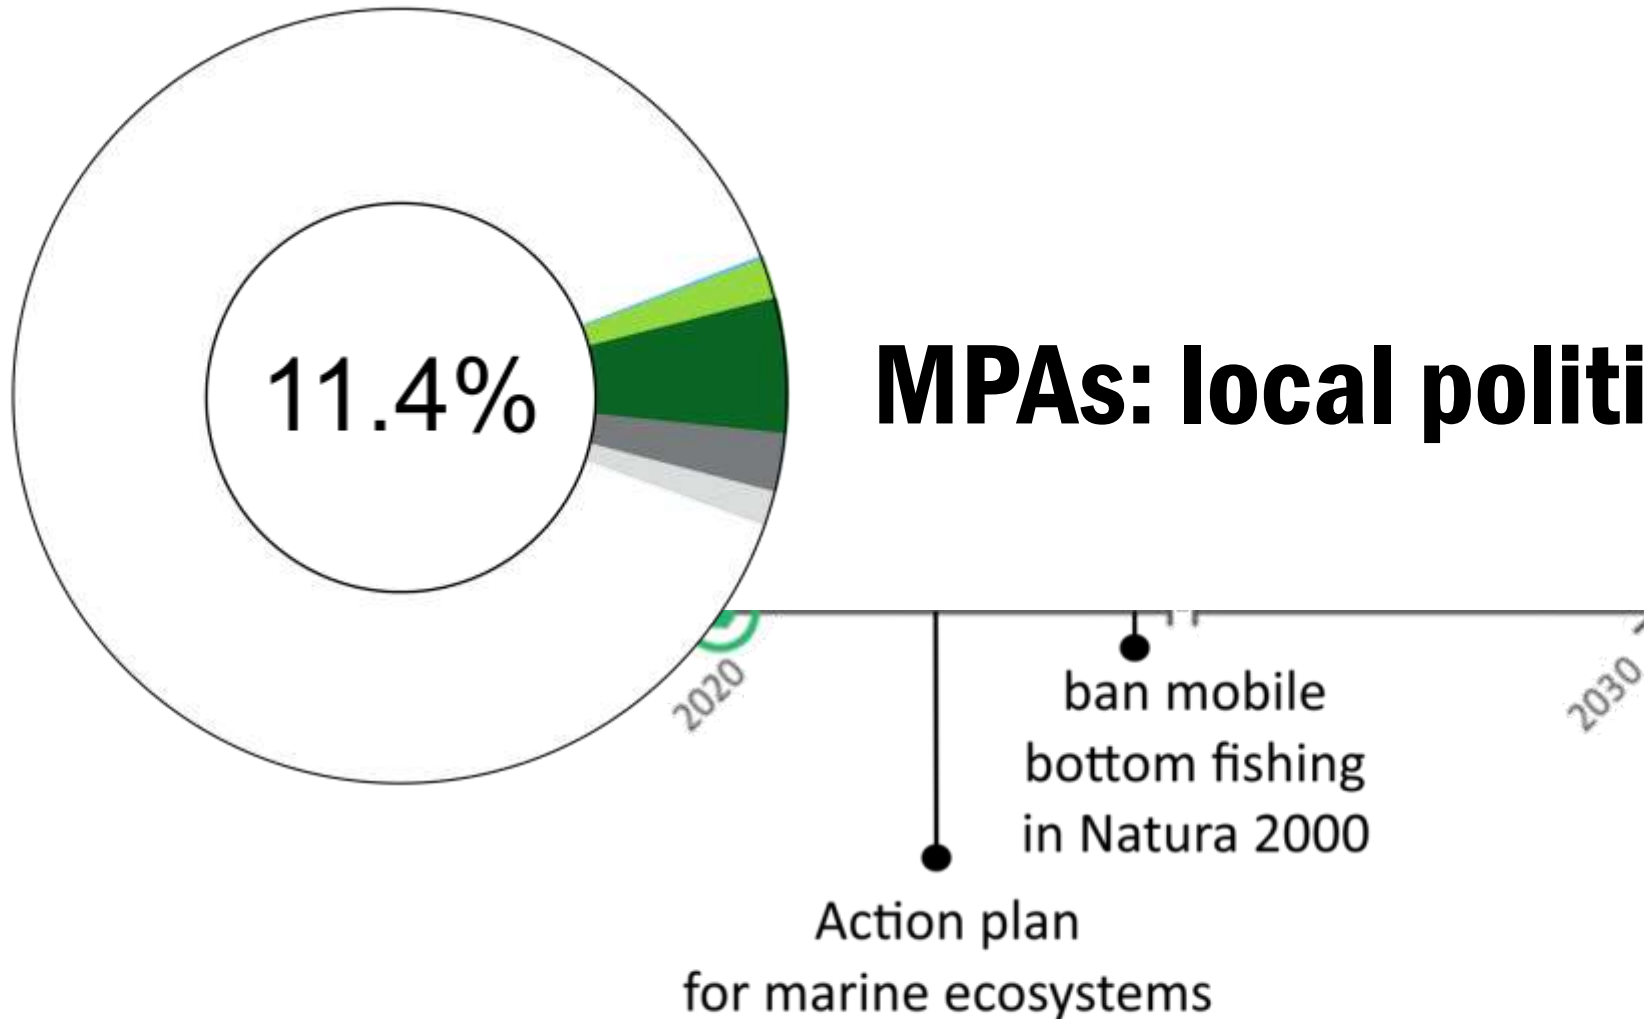 11.4%
MPAs: local politi
2020
2030
ban mobile
bottom fishing
in Natura 2000
Action plan
for marine ecosystems